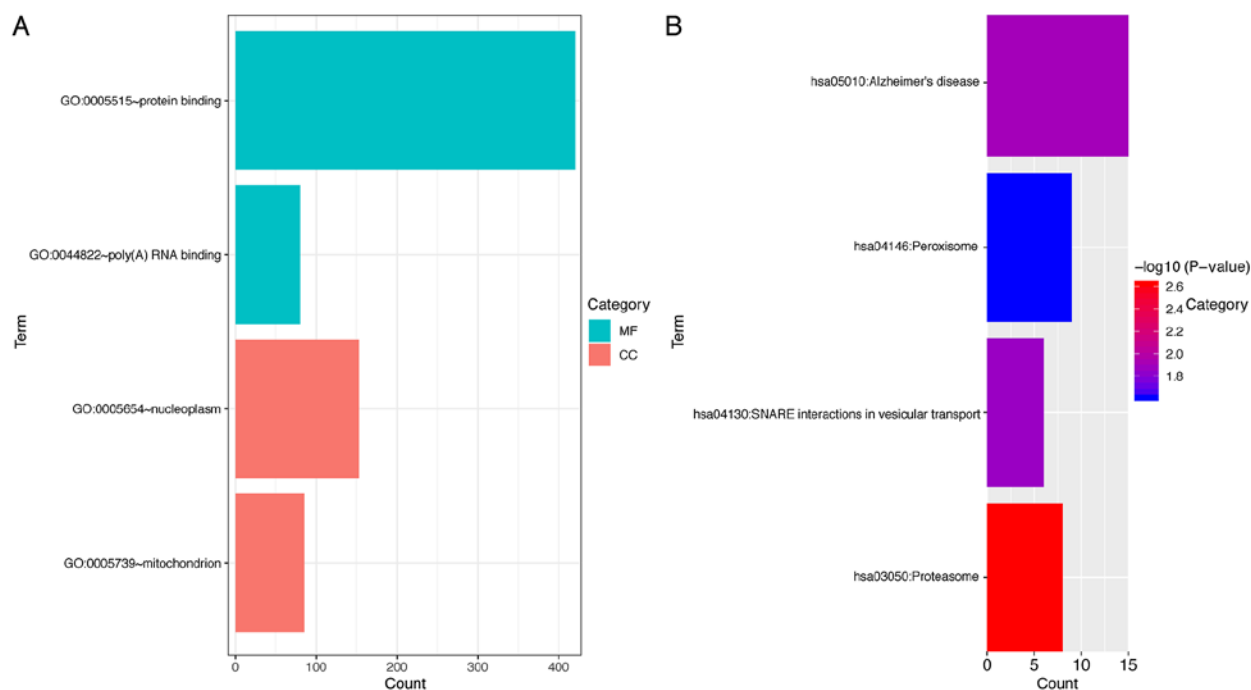 A
GO:0005515~protein binding
GO:0044822~poly(A) RNA binding
GO:0005654~nucleoplasm
GO:0005739~mitochondrion
Term
0 100 200 300 400
Count
Category
MF
CC
B
hsa05010:Alzheimer's disease
hsa04146:Peroxisome
hsa04130:SNARE interactions in vesicular transport
hsa03050:Proteasome
Term
0 5 10 15
Count
−log10 (P-value)
2.6
2.4
2.2
2.0
1.8
Category